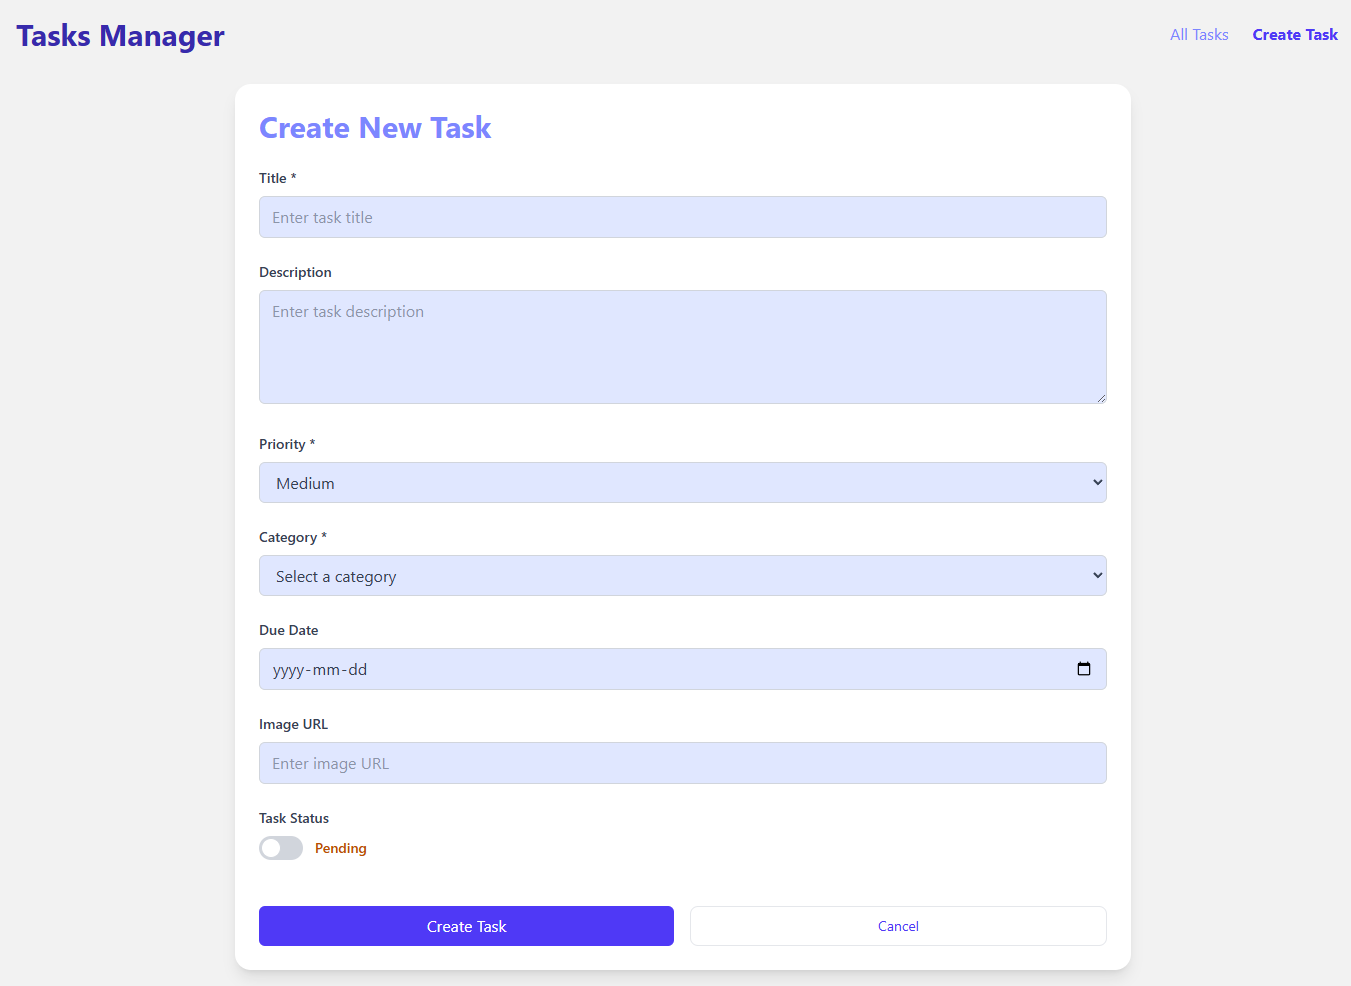 Tasks Manager
All Tasks
Create Task
Create New Task
Title *
Enter task title
Description
Enter task description
Priority *
Medium
Category *
Select a category
Due Date
yyyy-mm-dd
Image URL
Enter image URL
Task Status
Pending
Create Task
Cancel